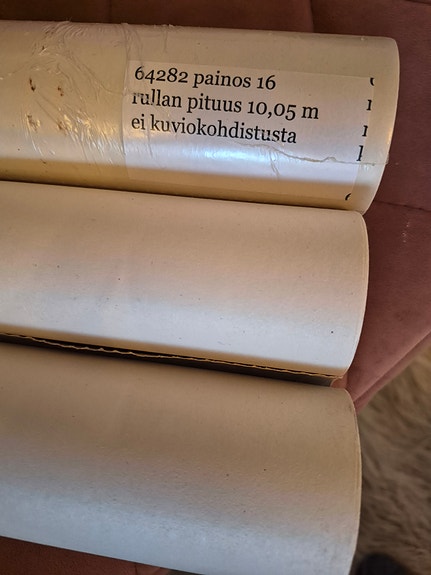 64282 painos 16
rullan pituus 10,05 m
ei kuviokohdistusta